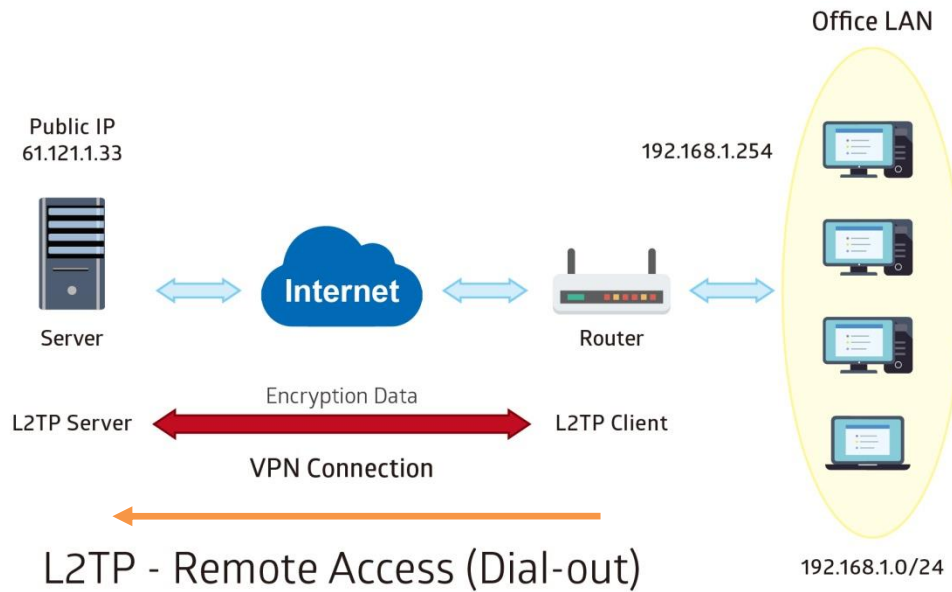 Office LAN
Public IP
61.121.1.33
192.168.1.254
Internet
Server
Router
Encryption Data
L2TP Server
L2TP Client
VPN Connection
L2TP - Remote Access (Dial-out)
192.168.1.0/24